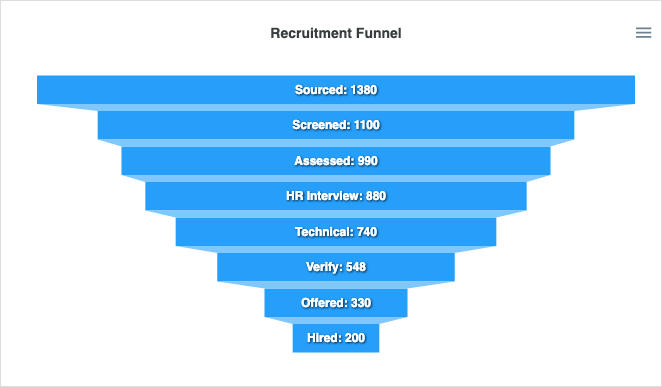 Recruitment Funnel
Sourced: 1380
Screened: 1100
Assessed: 990
HR Interview: 880
Technical: 740
Verify: 548
Offered: 330
Hired: 200